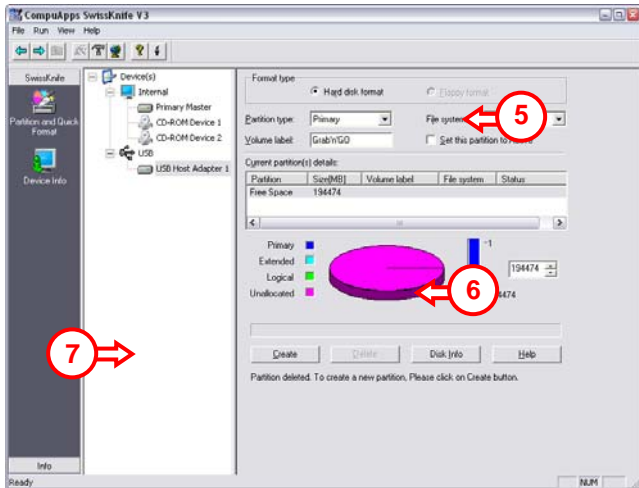 CompuApps SwissKnife V3
File Run View Help
SwissKnife
Partition and Quick
Format
Device Info
Info
Device(s)
Internal
Primary Master
CD-ROM Device 1
CD-ROM Device 2
USB
USB Host Adapter 1
Format type
Hard disk format
Floppy format
Partition type: Primary
File system
5
Volume label: Grab'n'GO
Set this partition to
Current partition(s) details:
Partition Size[MB] Volume label File system Status
Free Space 194474
Primary
Extended
Logical
Unallocated
-1
194474
6
4474
7
Create Delete Disk Info Help
Partition deleted. To create a new partition, Please click on Create button.
Ready
NUM